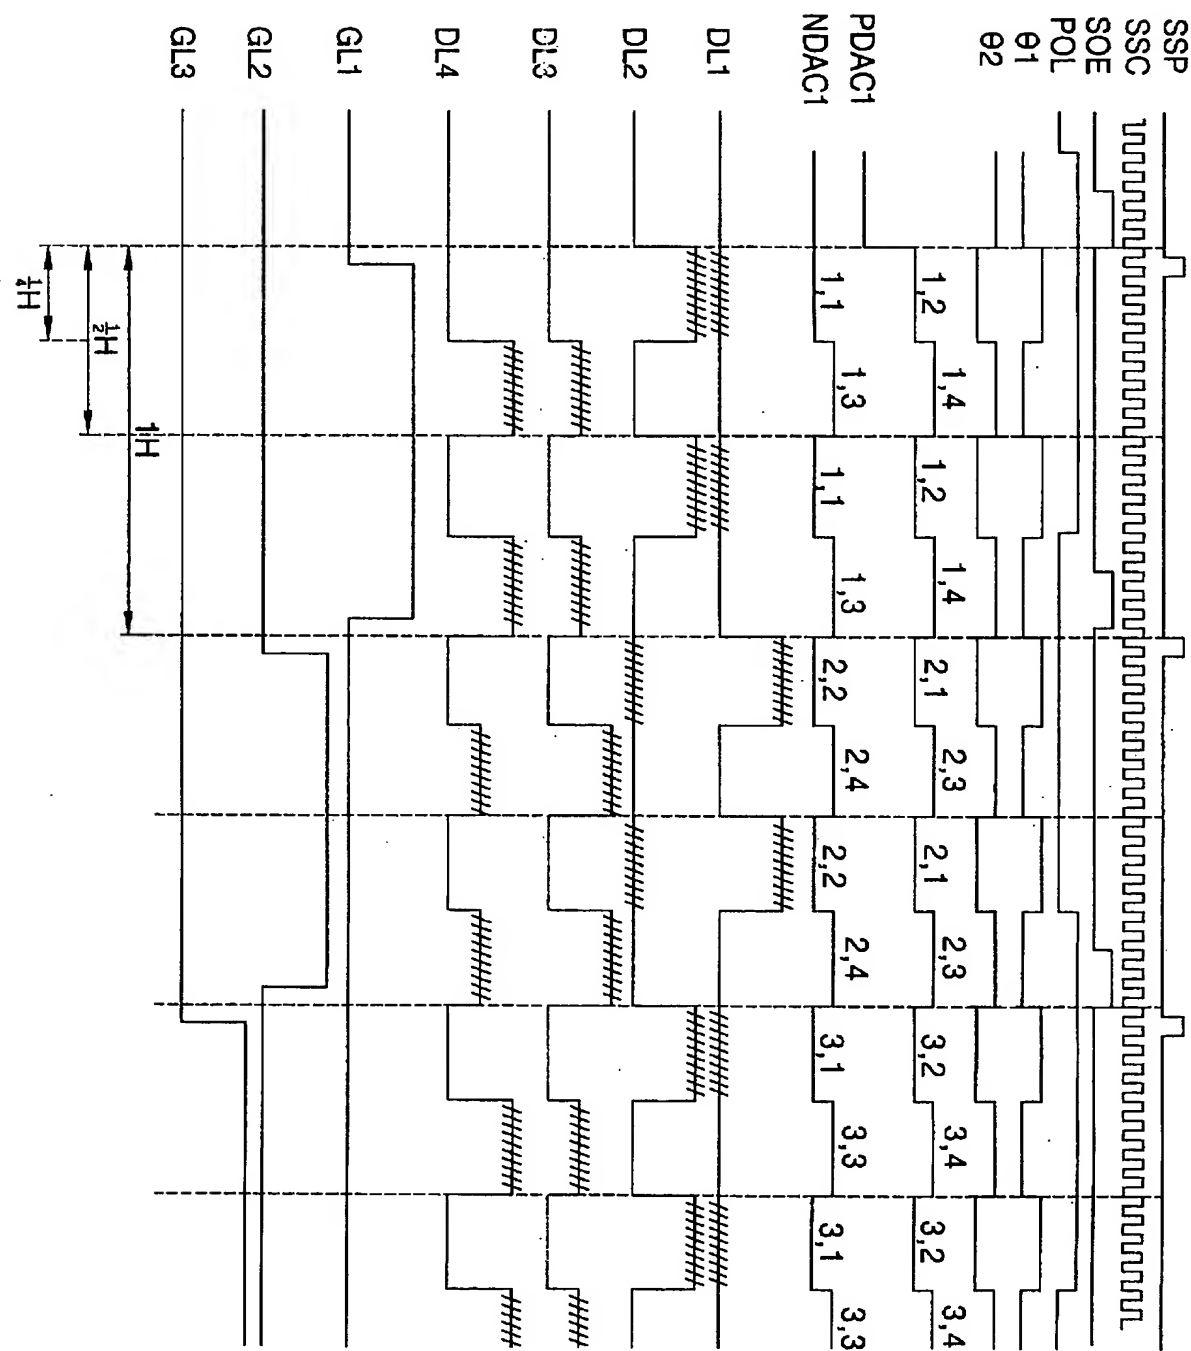 SSP
SSC
SOE
POL
θ1
θ2
PDAC1 1,2 1,4 1,2 1,4 2,1 2,3 2,1 2,3 3,2 3,4 3,2 3,4
NDAC1 1,1 1,3 1,1 1,3 2,2 2,4 2,2 2,4 3,1 3,3 3,1 3,3
DL1
DL2
DL3
DL4
GL1
GL2
GL3
1H
½H
¼H